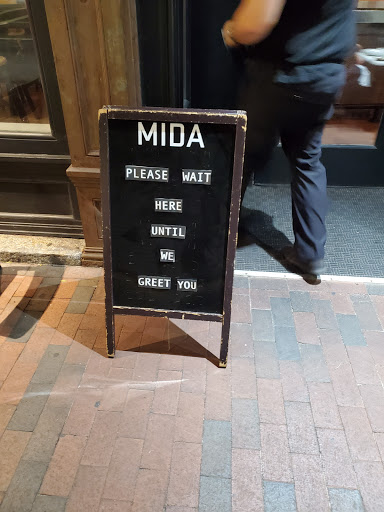 MIDA
PLEASE WAIT
HERE
UNTIL
WE
GREET YOU